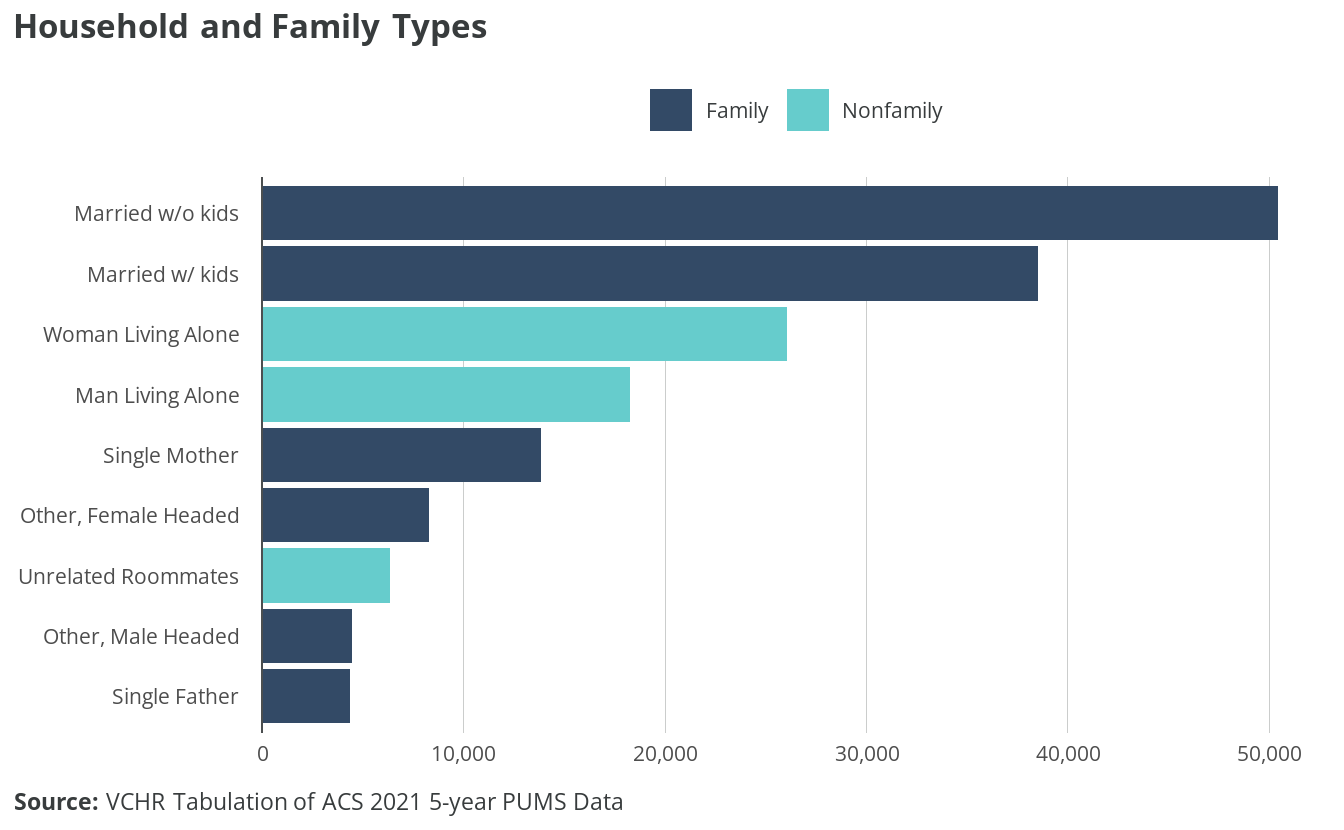 Household and Family Types
Family
Nonfamily
Married w/o kids
Married w/ kids
Woman Living Alone
Man Living Alone
Single Mother
Other, Female Headed
Unrelated Roommates
Other, Male Headed
Single Father
0
10,000
20,000
30,000
40,000
50,000
Source: VCHR Tabulation of ACS 2021 5-year PUMS Data